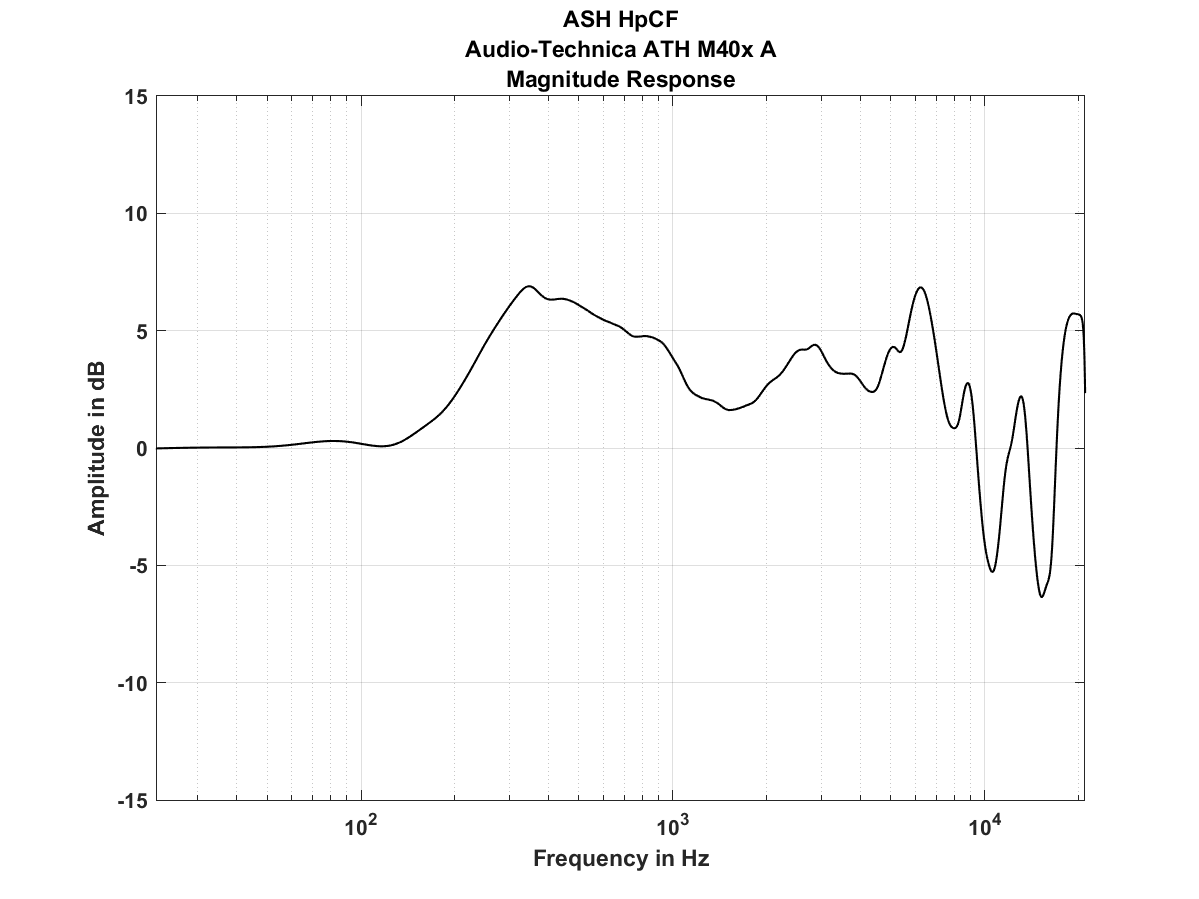 ASH HpCF
Audio-Technica ATH M40x A
Magnitude Response
15
10
5
0
-5
-10
-15
Amplitude in dB
10²
10³
10⁴
Frequency in Hz